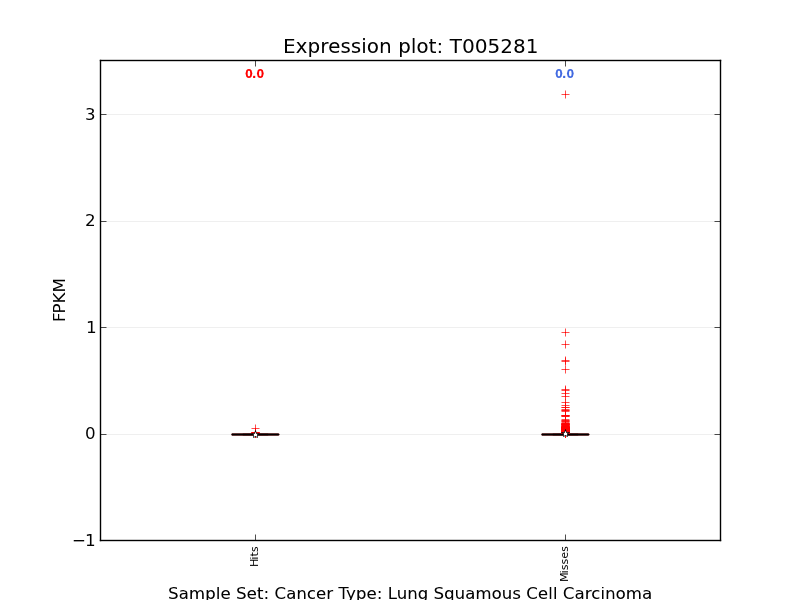 Expression plot: T005281
0.0
0.0
3
2
1
0
−1
FPKM
Hits
Misses
Sample Set: Cancer Type: Lung Squamous Cell Carcinoma